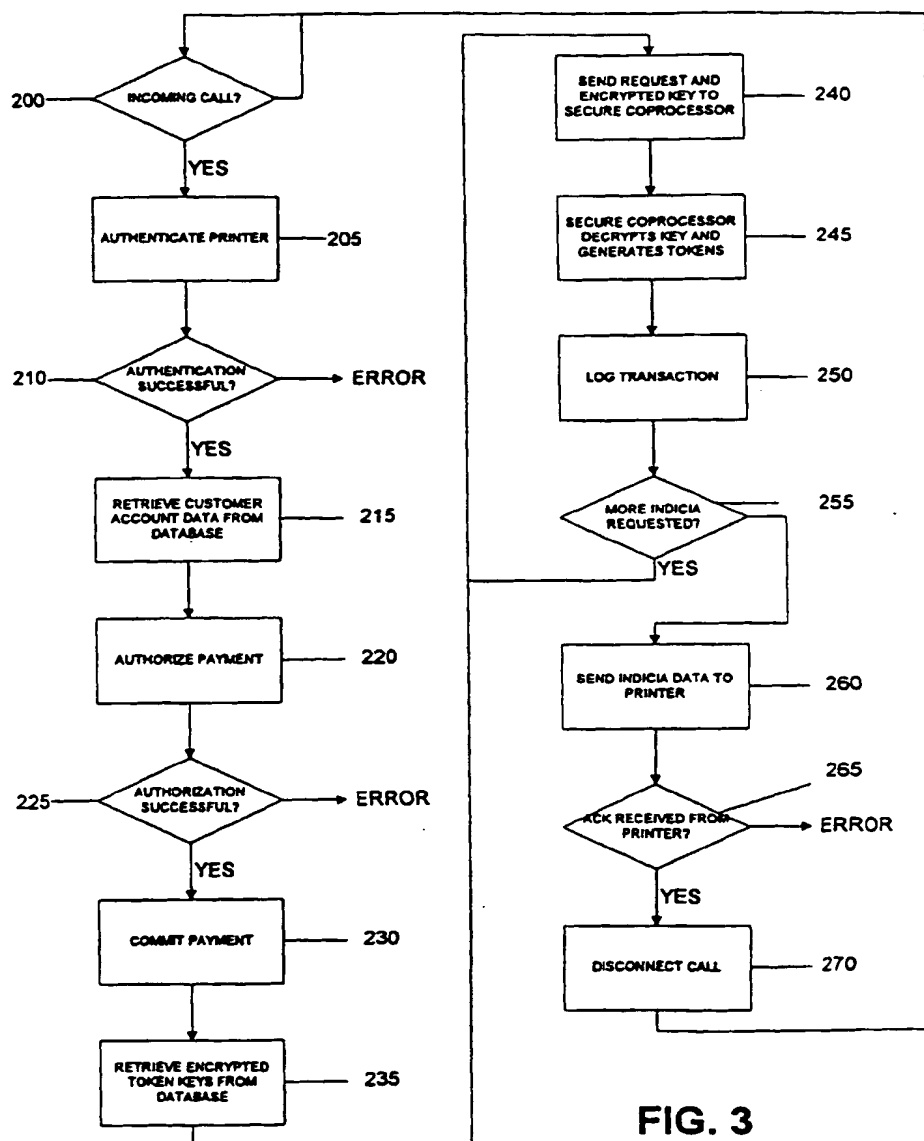 INCOMING CALL?
200
YES
AUTHENTICATE PRINTER
205
AUTHENTICATION
SUCCESSFUL?
210
ERROR
YES
RETRIEVE CUSTOMER
ACCOUNT DATA FROM
DATABASE
215
AUTHORIZE PAYMENT
220
AUTHORIZATION
SUCCESSFUL?
225
ERROR
YES
COMMIT PAYMENT
230
RETRIEVE ENCRYPTED
TOKEN KEYS FROM
DATABASE
235
SEND REQUEST AND
ENCRYPTED KEY TO
SECURE COPROCESSOR
240
SECURE COPROCESSOR
DECRYPTS KEY AND
GENERATES TOKENS
245
LOG TRANSACTION
250
MORE INDICIA
REQUESTED?
255
YES
SEND INDICIA DATA TO
PRINTER
260
265
ACK RECEIVED FROM
PRINTER?
ERROR
YES
DISCONNECT CALL
270
FIG. 3